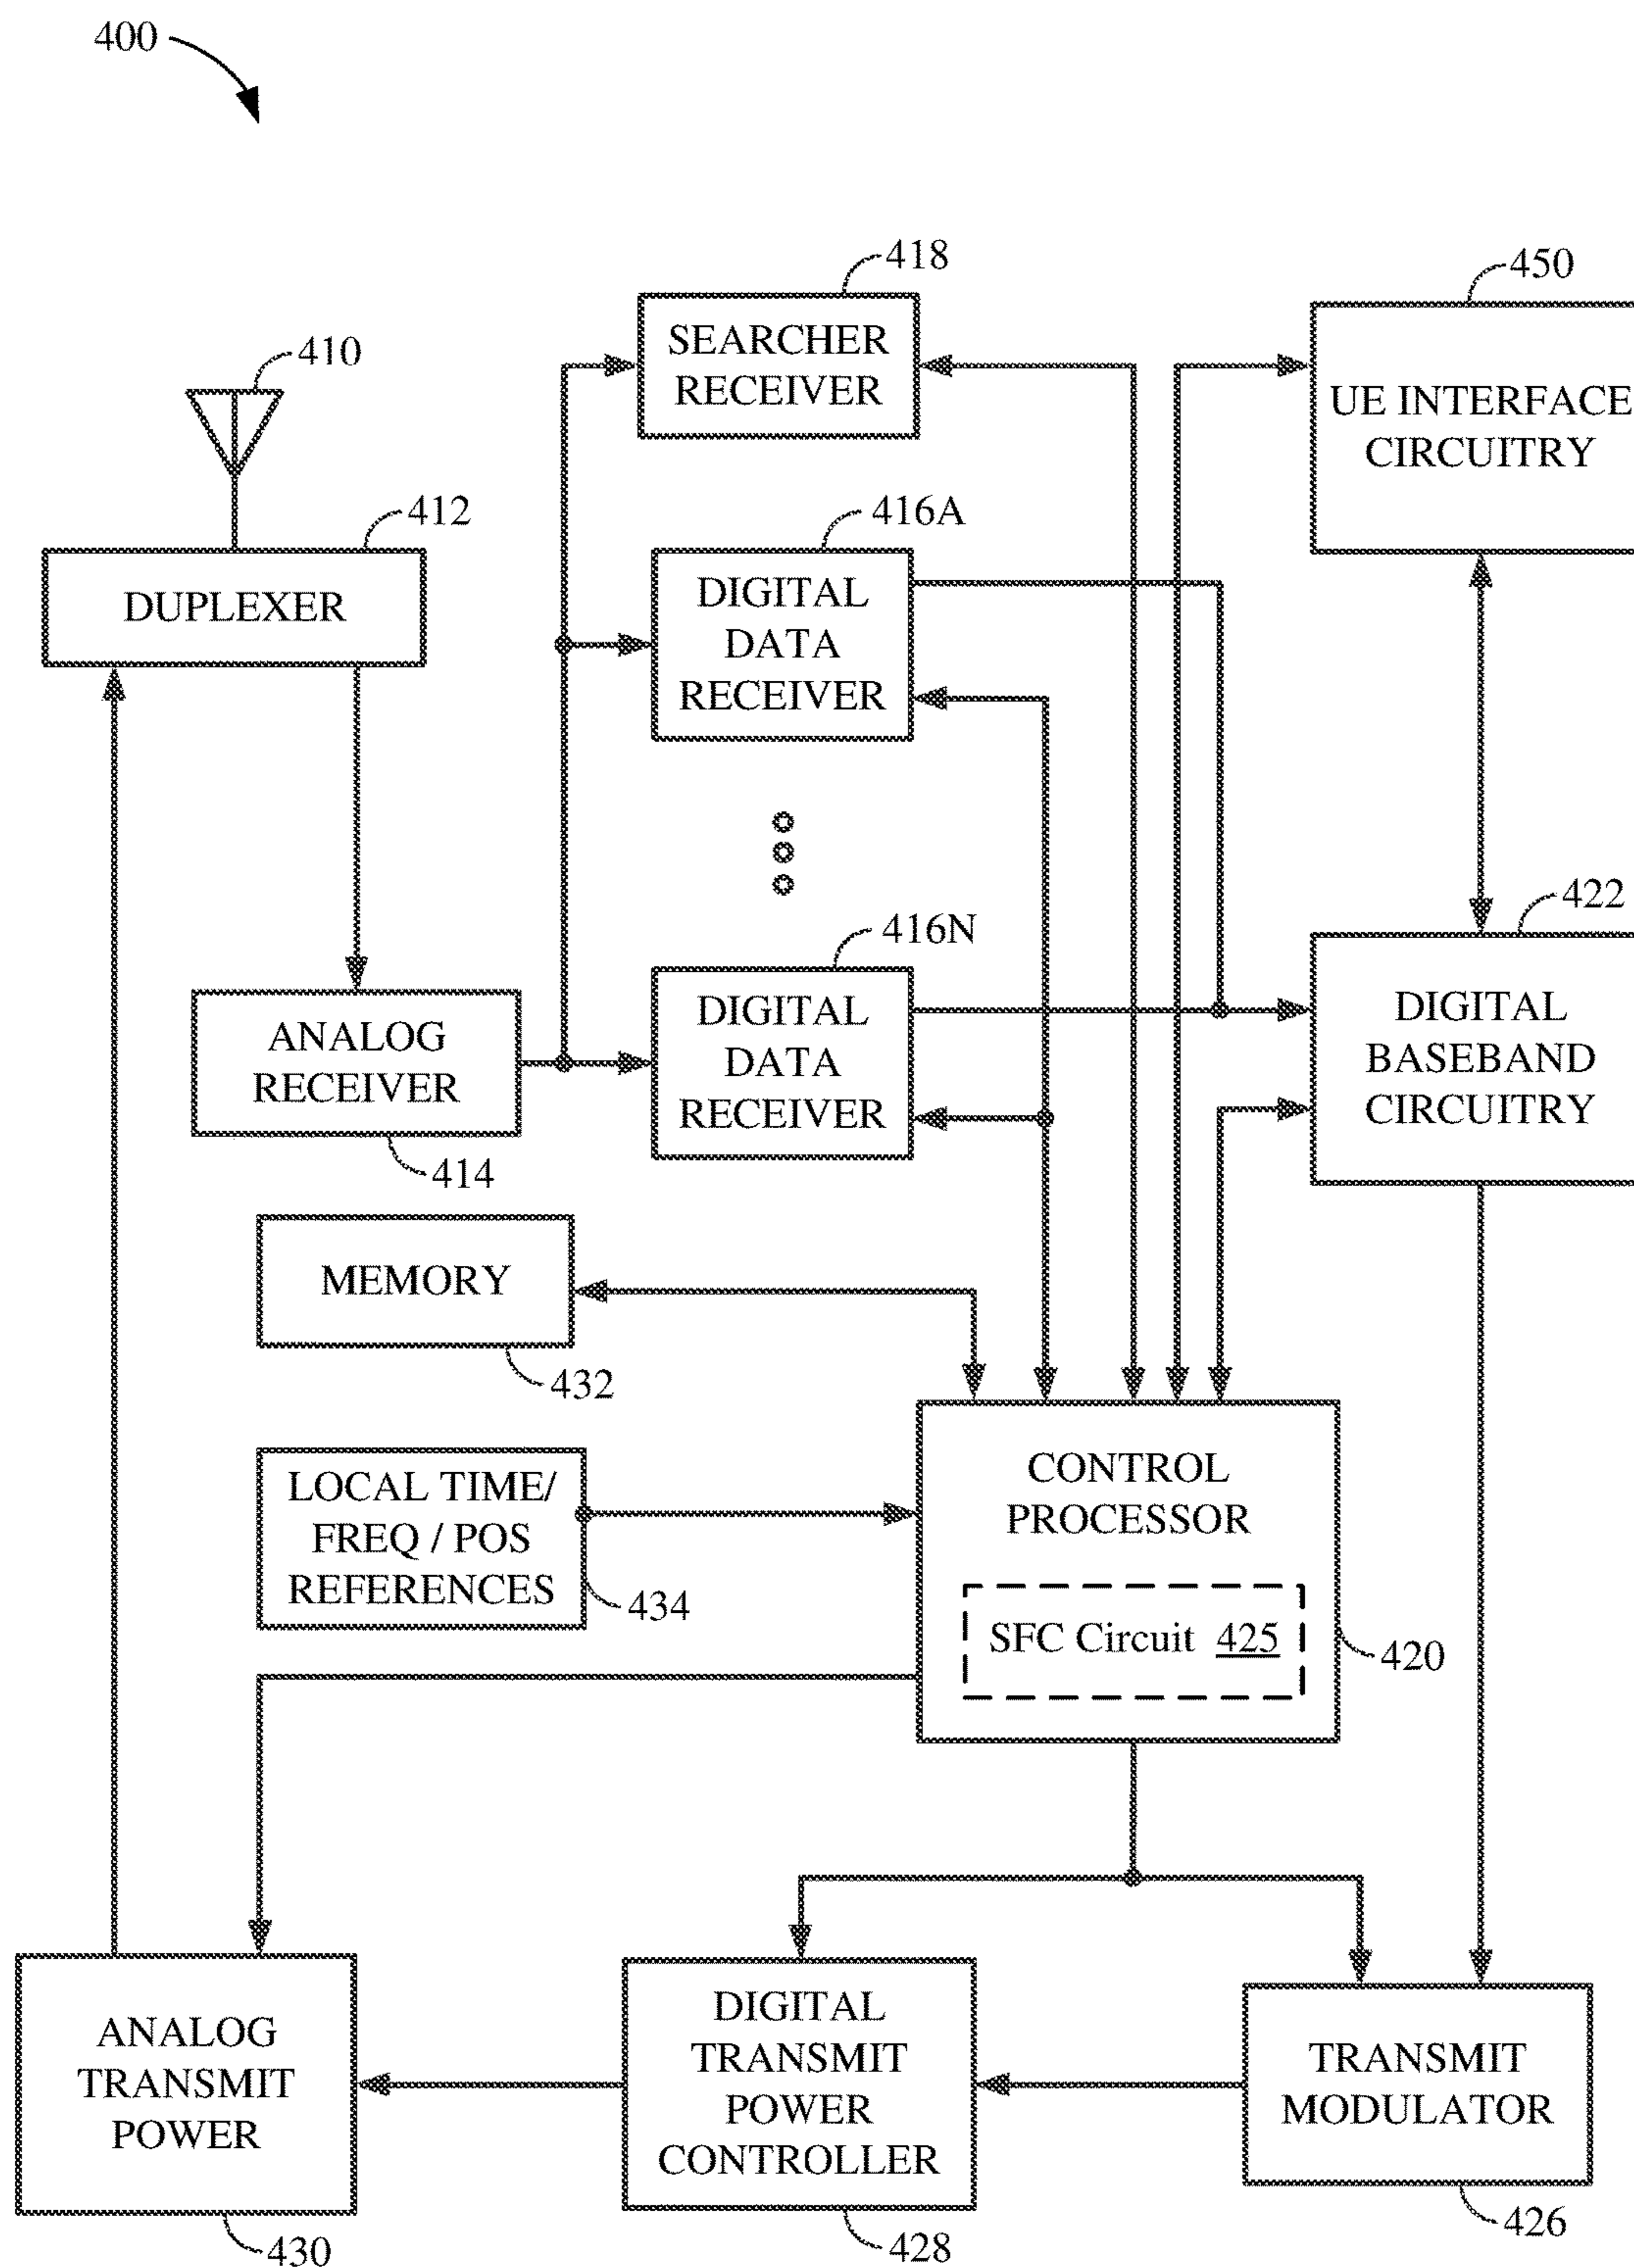 400
418
SEARCHER
RECEIVER
450
UE INTERFACE
CIRCUITRY
410
412
DUPLEXER
416A
DIGITAL
DATA
RECEIVER
416N
DIGITAL
DATA
RECEIVER
422
DIGITAL
BASEBAND
CIRCUITRY
ANALOG
RECEIVER
414
MEMORY
432
LOCAL TIME/
FREQ / POS
REFERENCES
434
CONTROL
PROCESSOR
SFC Circuit 425
420
ANALOG
TRANSMIT
POWER
430
DIGITAL
TRANSMIT
POWER
CONTROLLER
428
TRANSMIT
MODULATOR
426